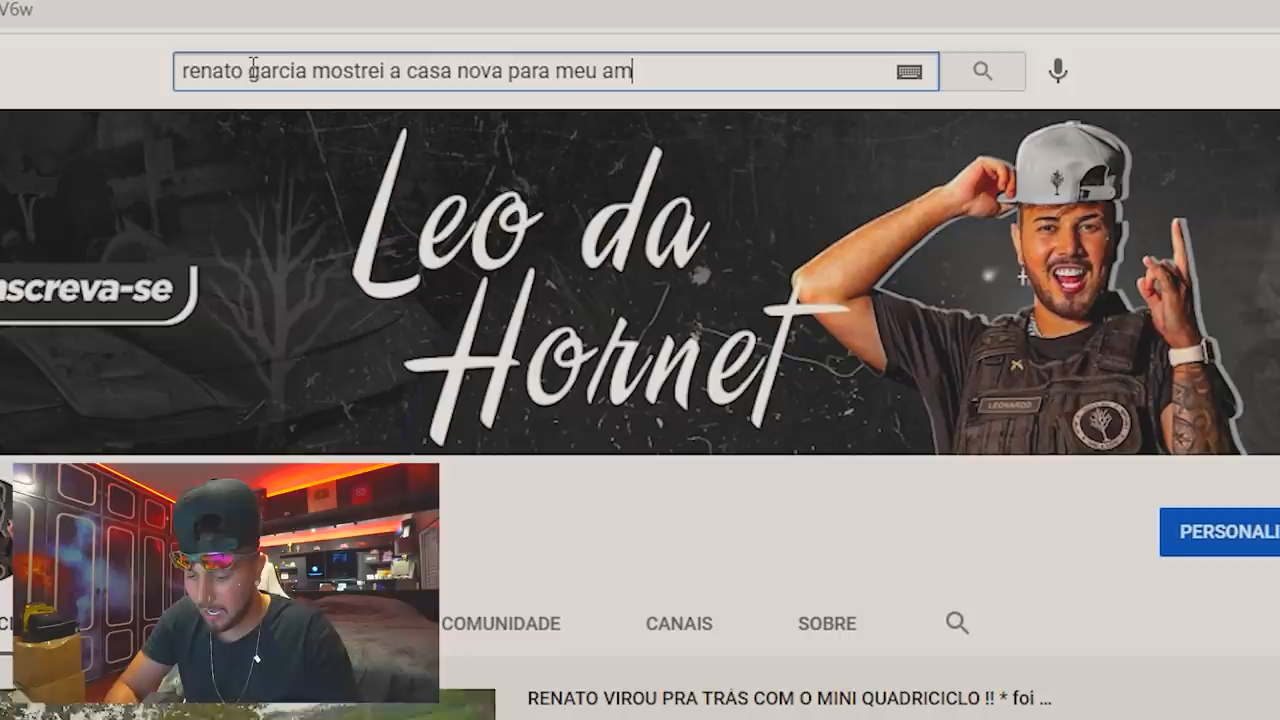 V6w
renato garcia mostrei a casa nova para meu am
Leo da
Hornet
nscreva-se
LEONARDO
PERSONALI
COMUNIDADE
CANAIS
SOBRE
RENATO VIROU PRA TRÁS COM O MINI QUADRICICLO !! * foi ...